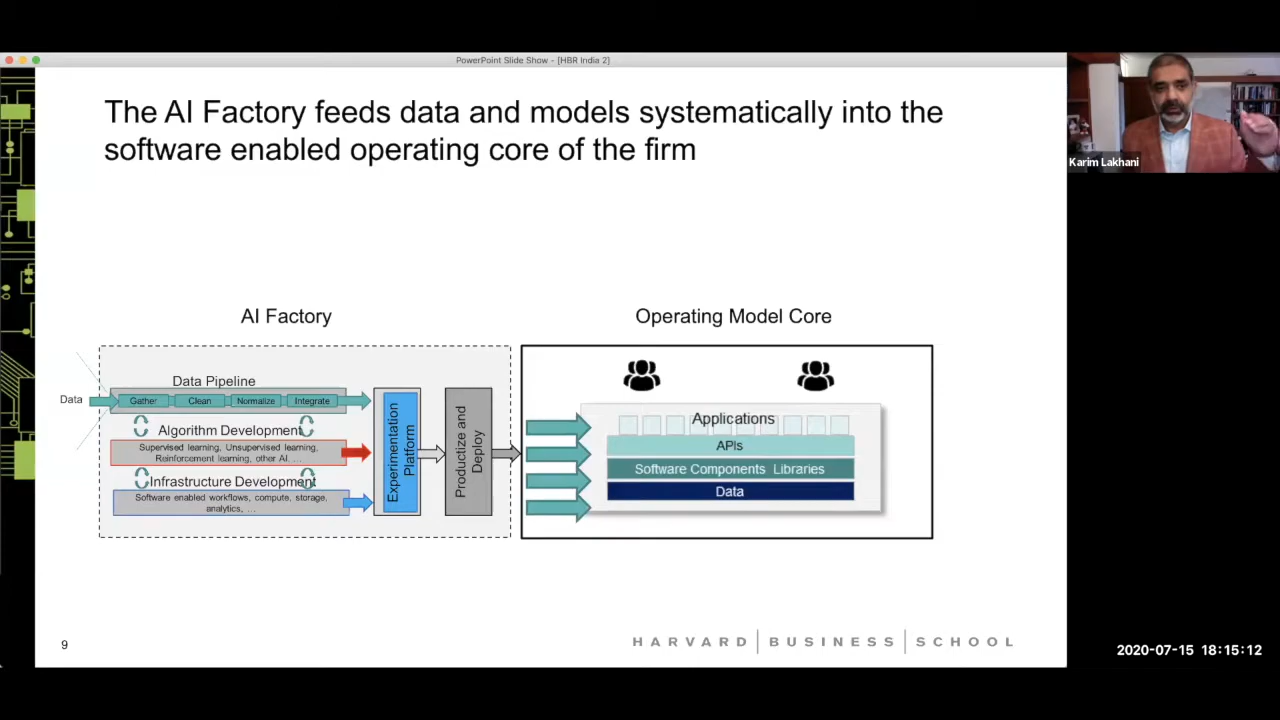 PowerPoint Slide Show - [HBR India 2]
The AI Factory feeds data and models systematically into the
software enabled operating core of the firm
Karim Lakhani
AI Factory
Operating Model Core
Data Pipeline
Data
Gather
Clean
Normalize
Integrate
Algorithm Development
Supervised learning, Unsupervised learning,
Reinforcement learning, other AI, ...
Infrastructure Development
Software enabled workflows, compute, storage,
analytics, ...
Experimentation
Platform
Productize and
Deploy
Applications
APIs
Software Components Libraries
Data
9
HARVARD | BUSINESS | SCHOOL
2020-07-15 18:15:12